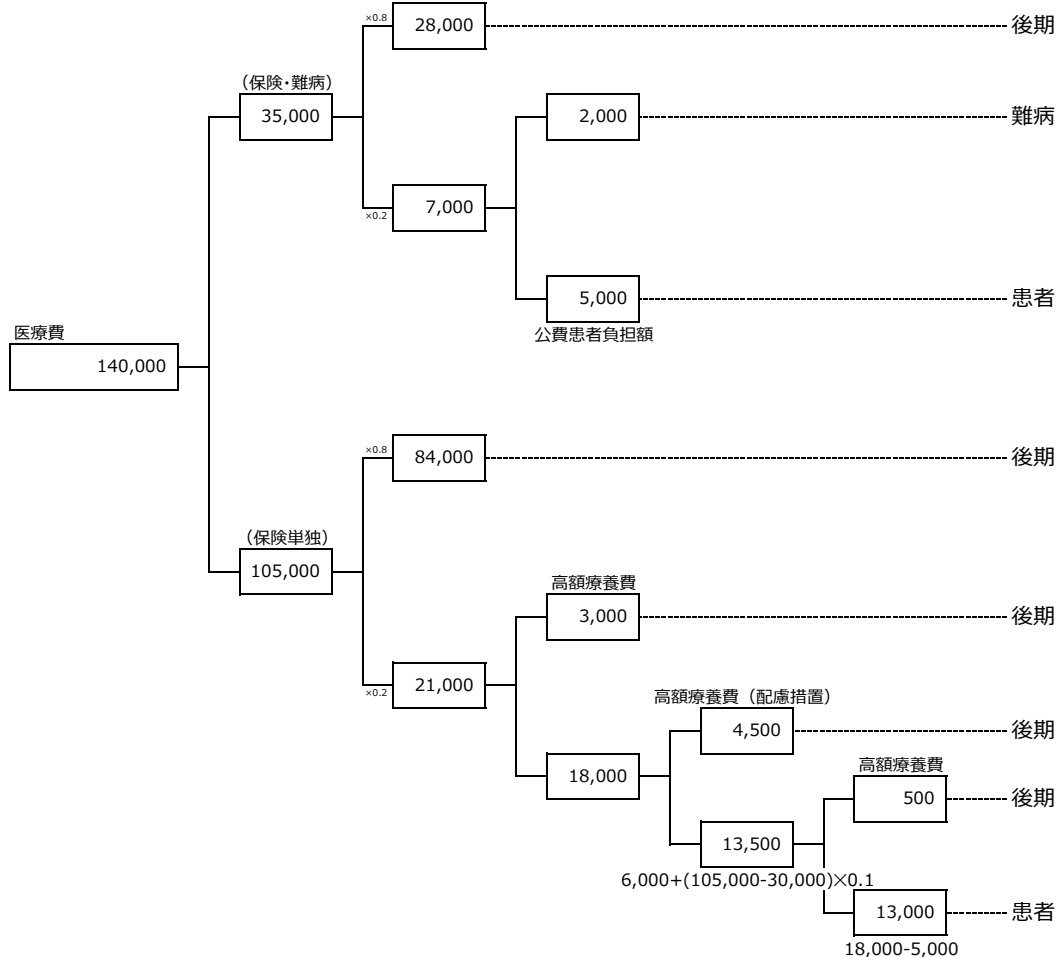 ×0.8
28,000
後期
(保険・難病)
35,000
2,000
難病
×0.2
7,000
5,000
患者
公費患者負担額
医療費
140,000
×0.8
84,000
後期
(保険単独)
105,000
高額療養費
3,000
後期
×0.2
21,000
高額療養費(配慮措置)
4,500
後期
18,000
高額療養費
500
後期
13,500
6,000+(105,000-30,000)×0.1
13,000
患者
18,000-5,000